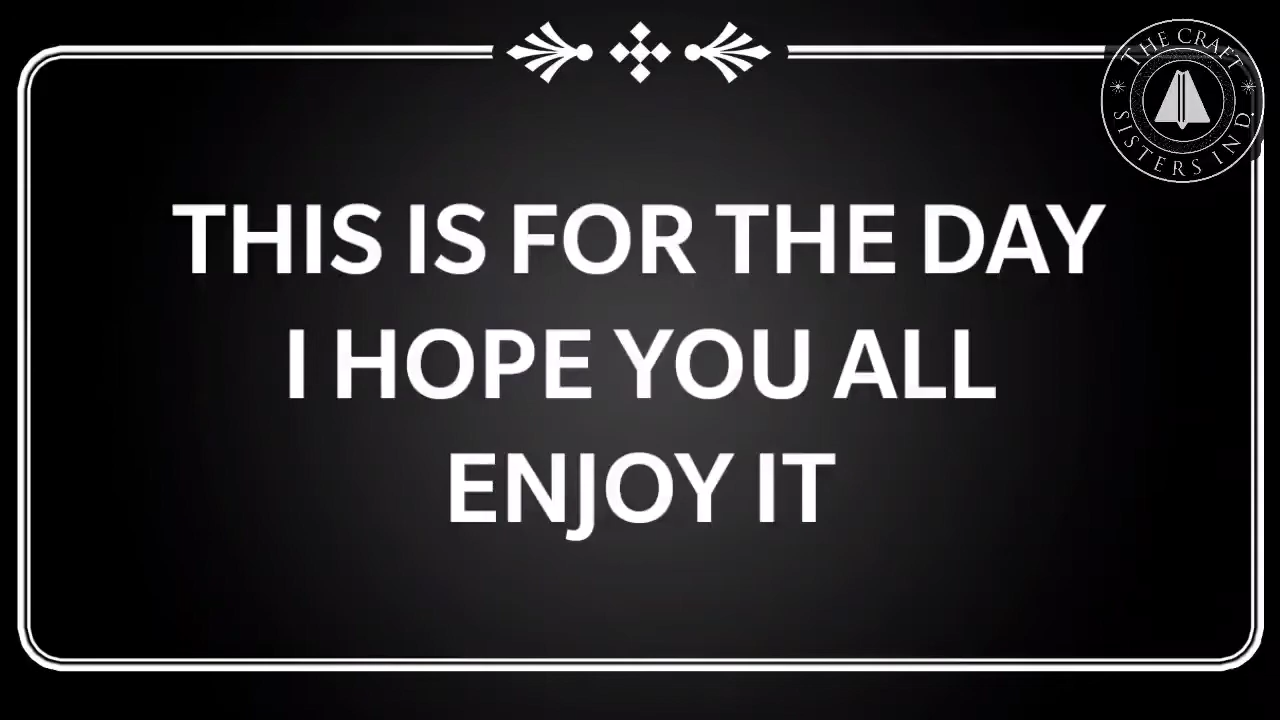 THE CRAFT
SISTERS IND.
THIS IS FOR THE DAY
I HOPE YOU ALL
ENJOY IT